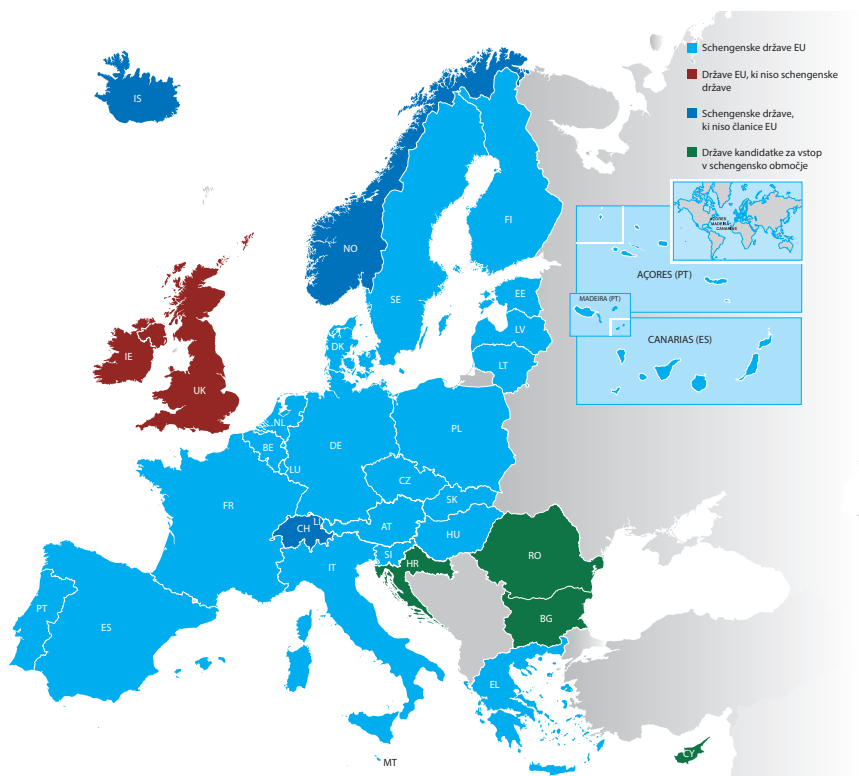 Schengenske države EU
Države EU, ki niso schengenske
države
Schengenske države,
ki niso članice EU
Države kandidatke za vstop
v schengensko območje
IS
AÇORES
MADEIRA
CANARIAS
FI
NO
SE
AÇORES (PT)
EE
MADEIRA (PT)
LV
CANARIAS (ES)
DK
IE
LT
UK
NL
PL
BE
DE
LU
CZ
SK
FR
LI
CH
AT
HU
SI
HR
RO
IT
PT
BG
ES
EL
CY
MT